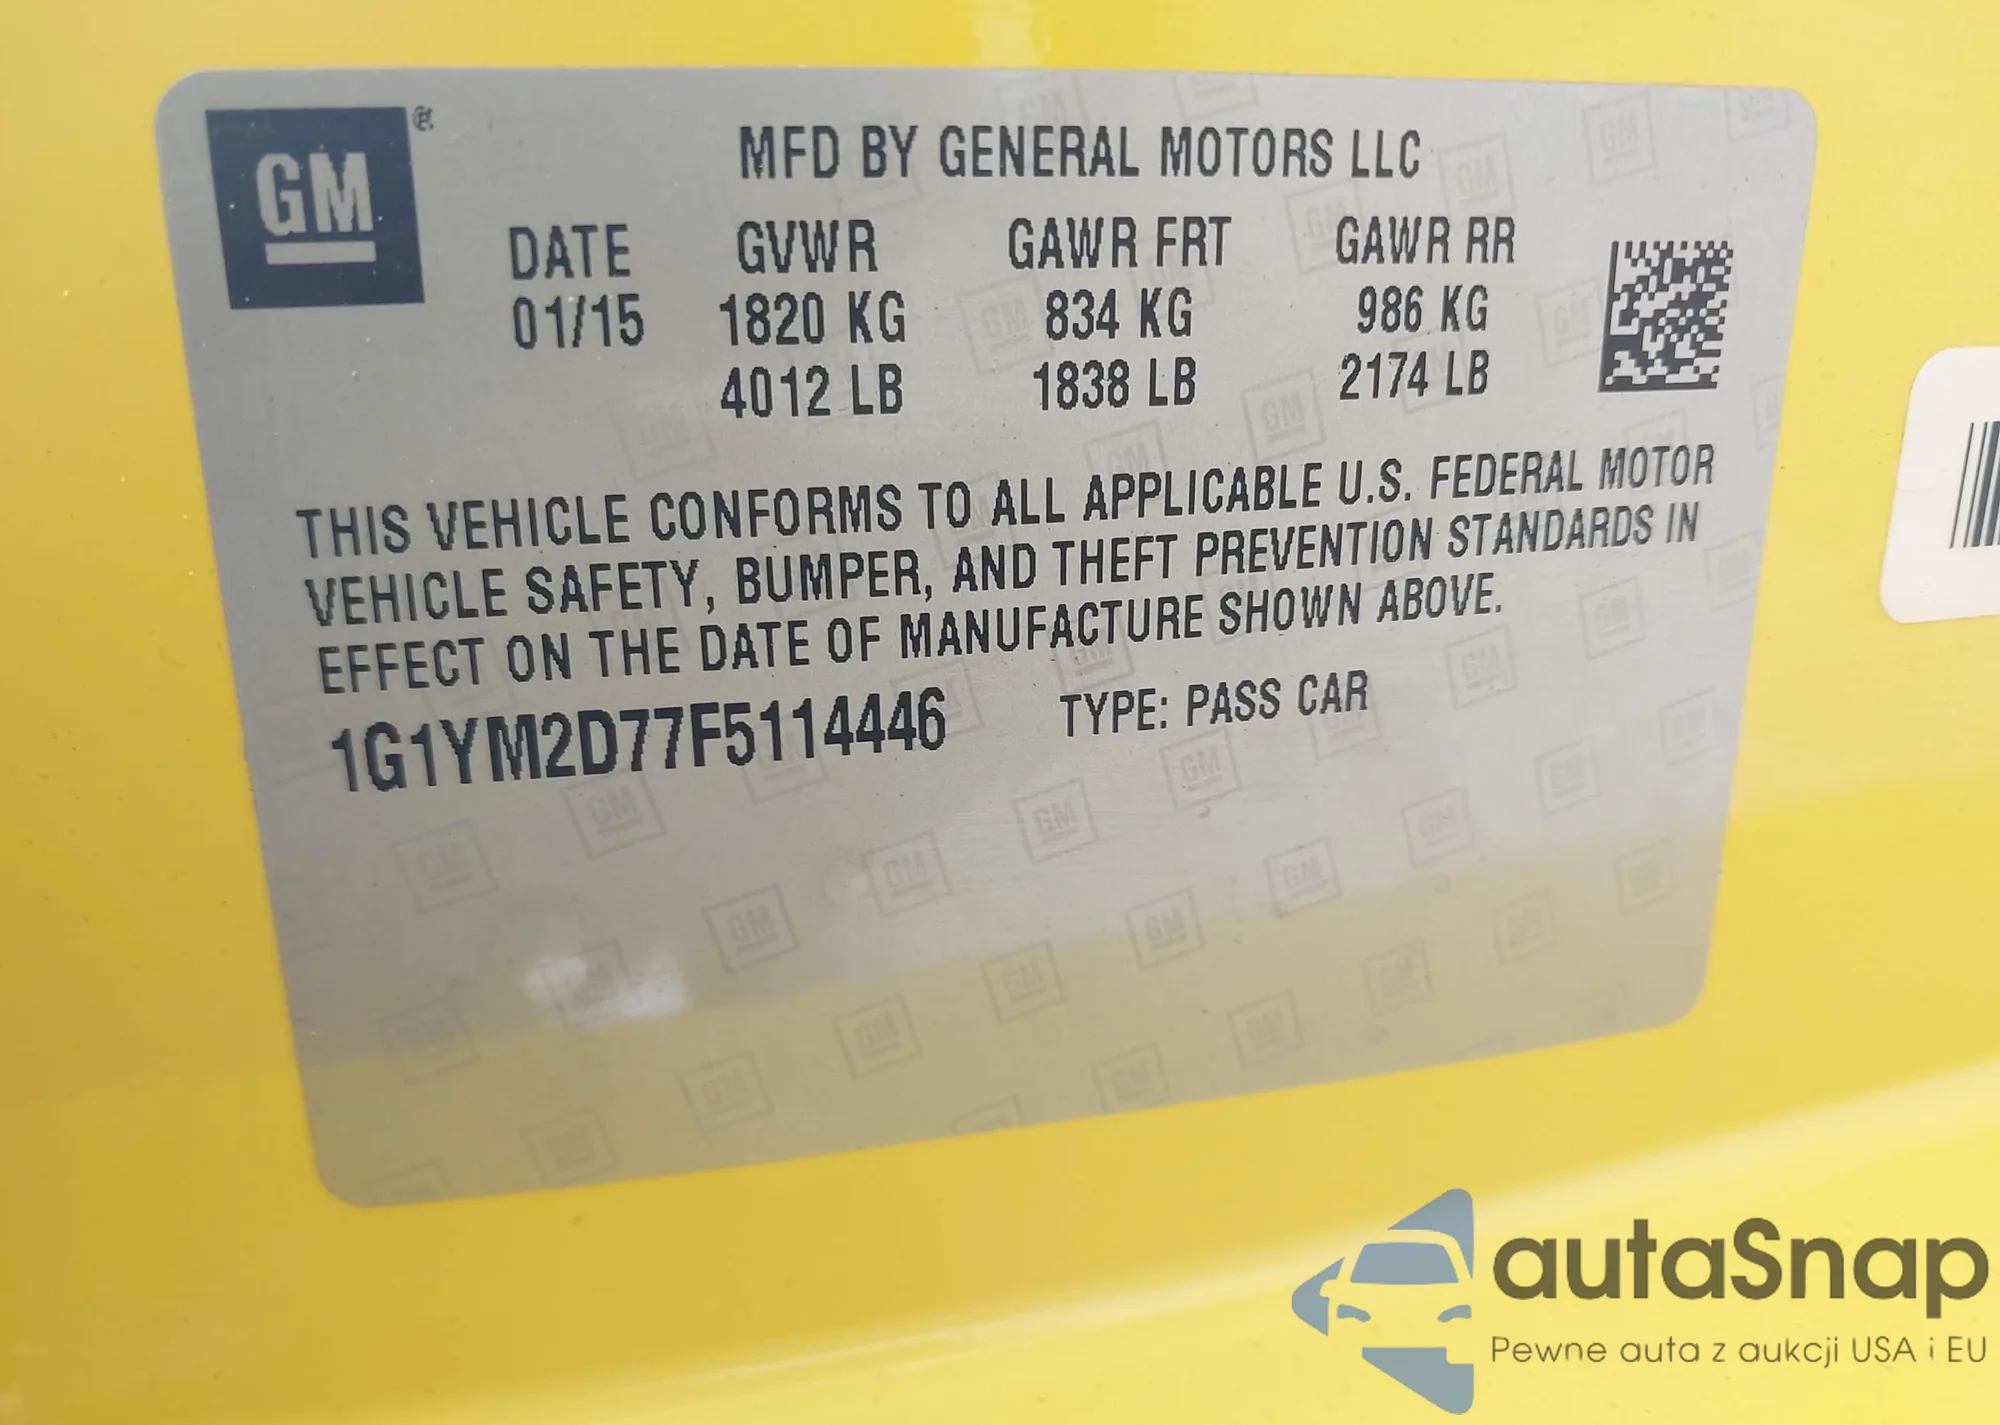 GM ®
MFD BY GENERAL MOTORS LLC
DATE GVWR GAWR FRT GAWR RR
01/15 1820 KG 834 KG 986 KG
4012 LB 1838 LB 2174 LB
THIS VEHICLE CONFORMS TO ALL APPLICABLE U.S. FEDERAL MOTOR
VEHICLE SAFETY, BUMPER, AND THEFT PREVENTION STANDARDS IN
EFFECT ON THE DATE OF MANUFACTURE SHOWN ABOVE.
1G1YM2D77F5114446 TYPE: PASS CAR
autaSnap
Pewne auta z aukcji USA i EU